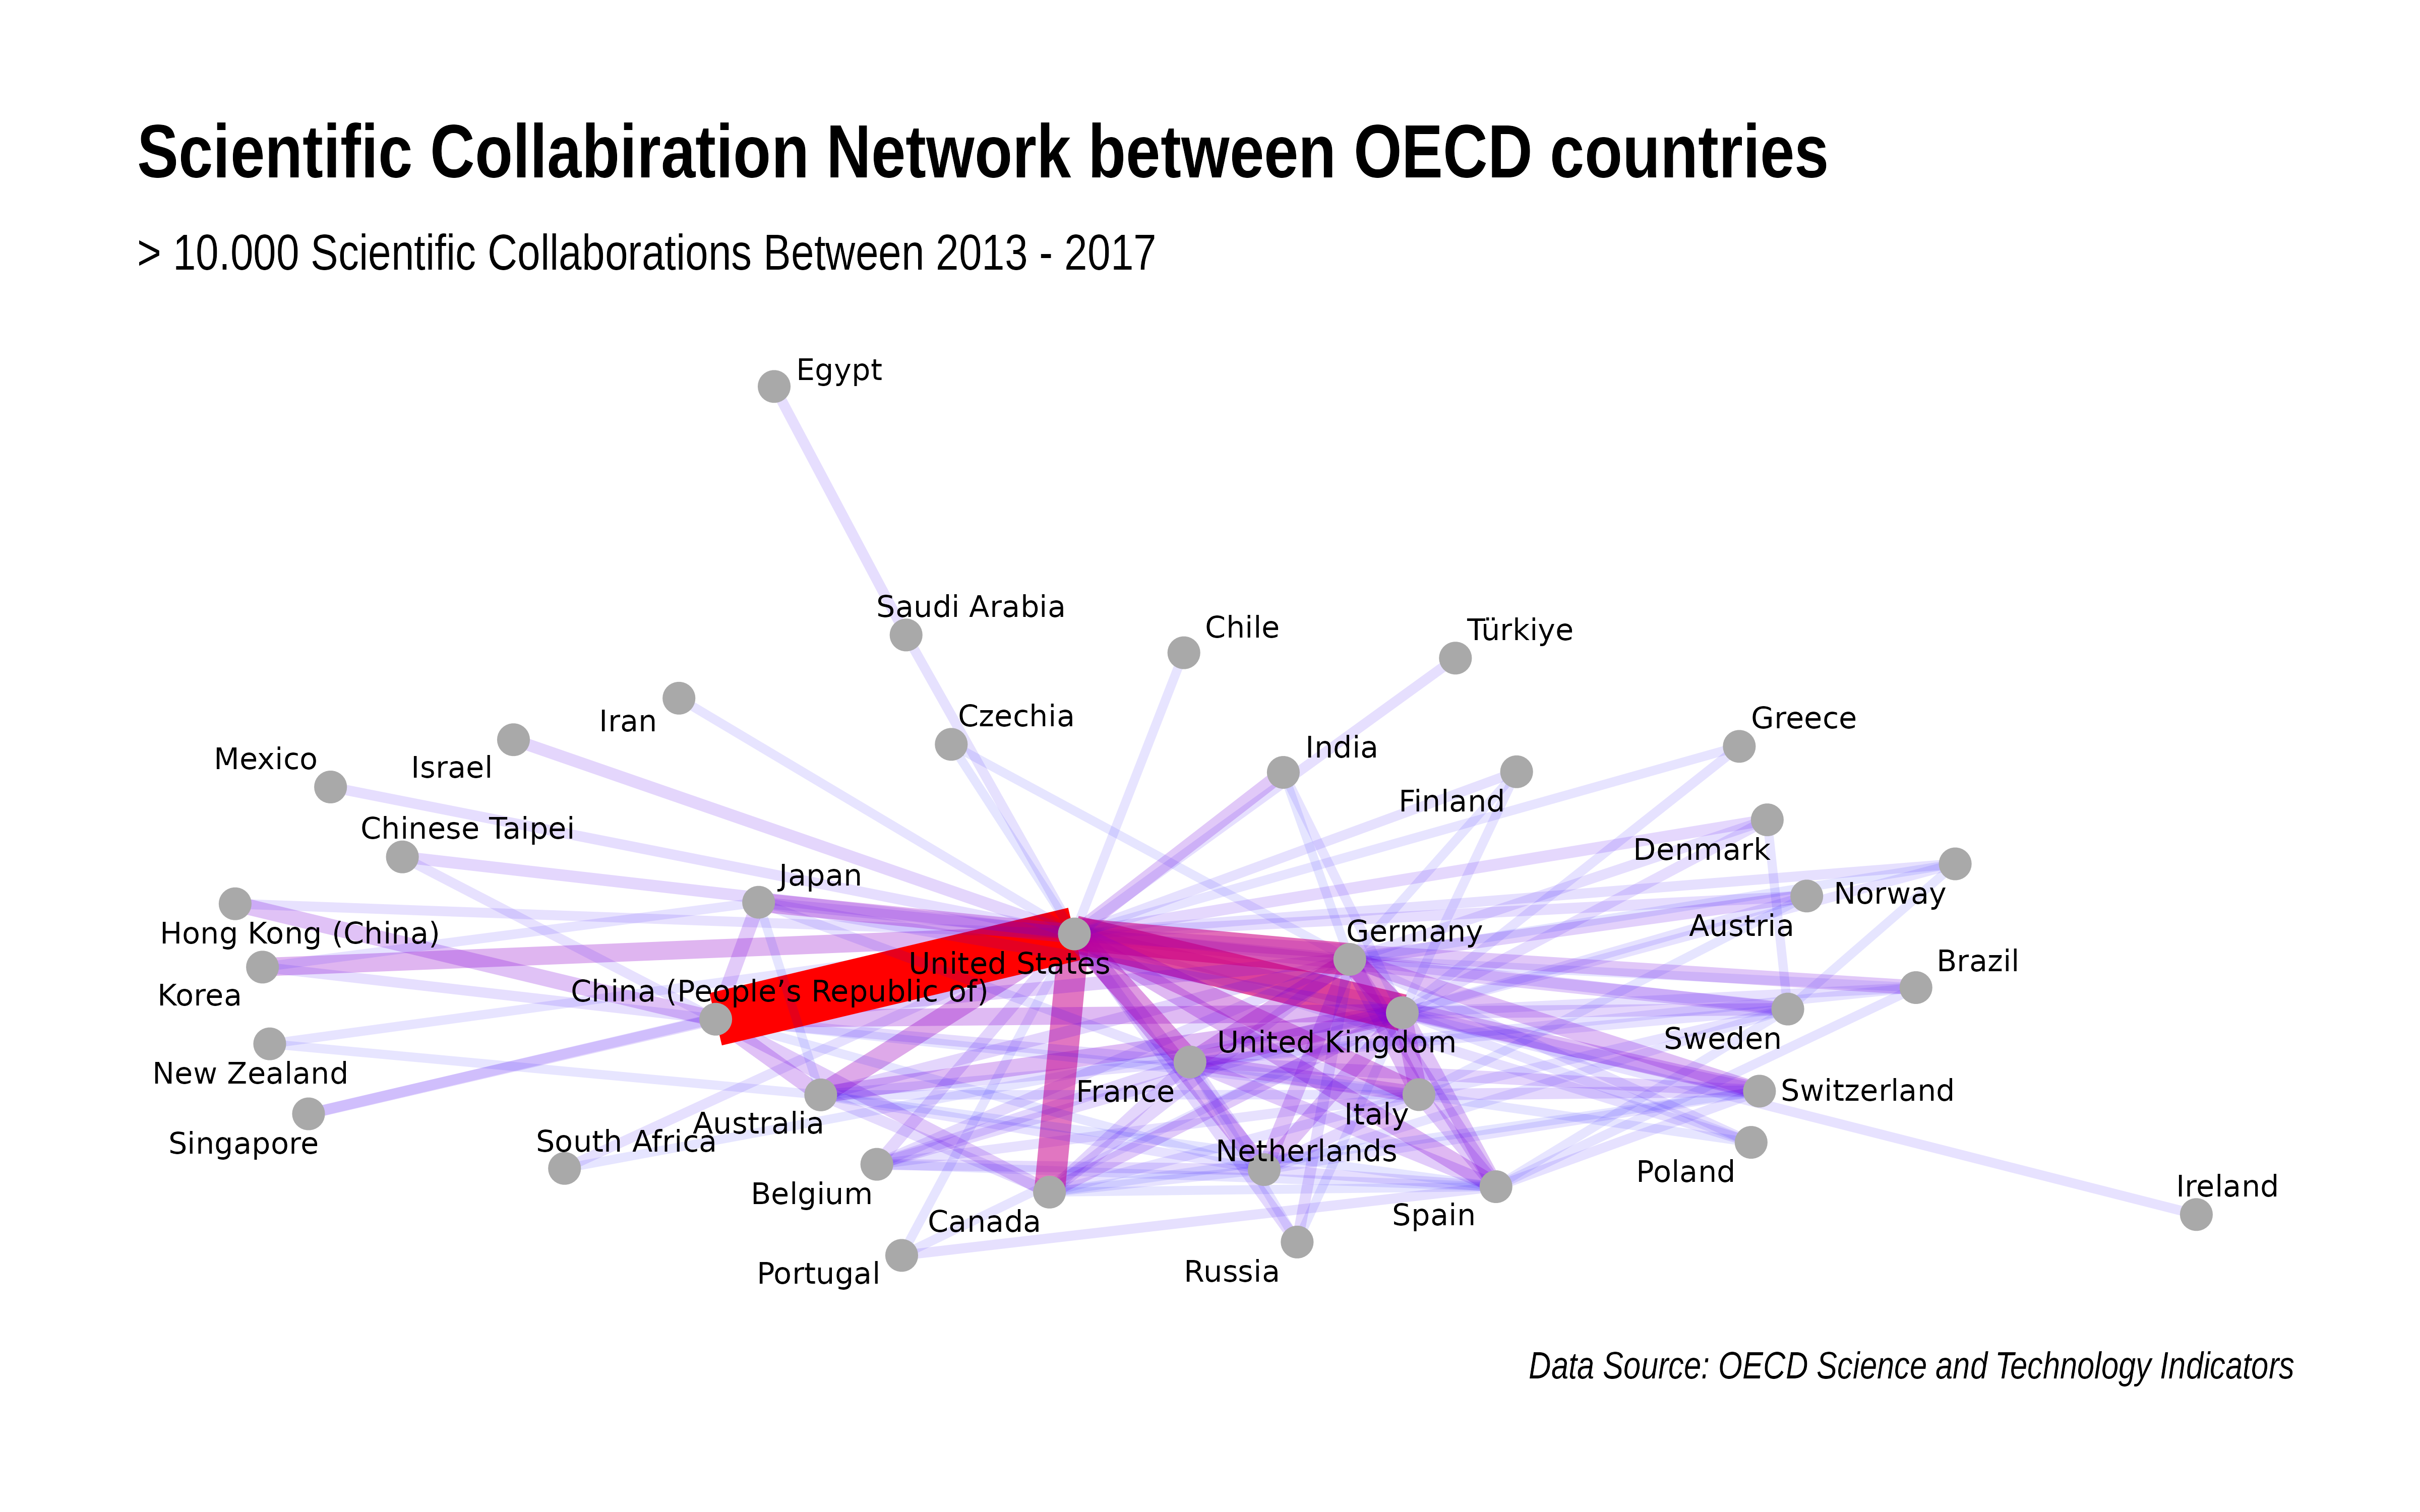 Scientific Collabiration Network between OECD countries
> 10.000 Scientific Collaborations Between 2013 - 2017
Egypt
Saudi Arabia
Chile
Türkiye
Iran
Czechia
Greece
Mexico
Israel
India
Finland
Chinese Taipei
Denmark
Japan
Norway
Hong Kong (China)
Germany
Austria
United States
Brazil
Korea
China (People’s Republic of)
United Kingdom
Sweden
New Zealand
France
Switzerland
Italy
Australia
Singapore
South Africa
Netherlands
Poland
Belgium
Ireland
Canada
Spain
Portugal
Russia
Data Source: OECD Science and Technology Indicators